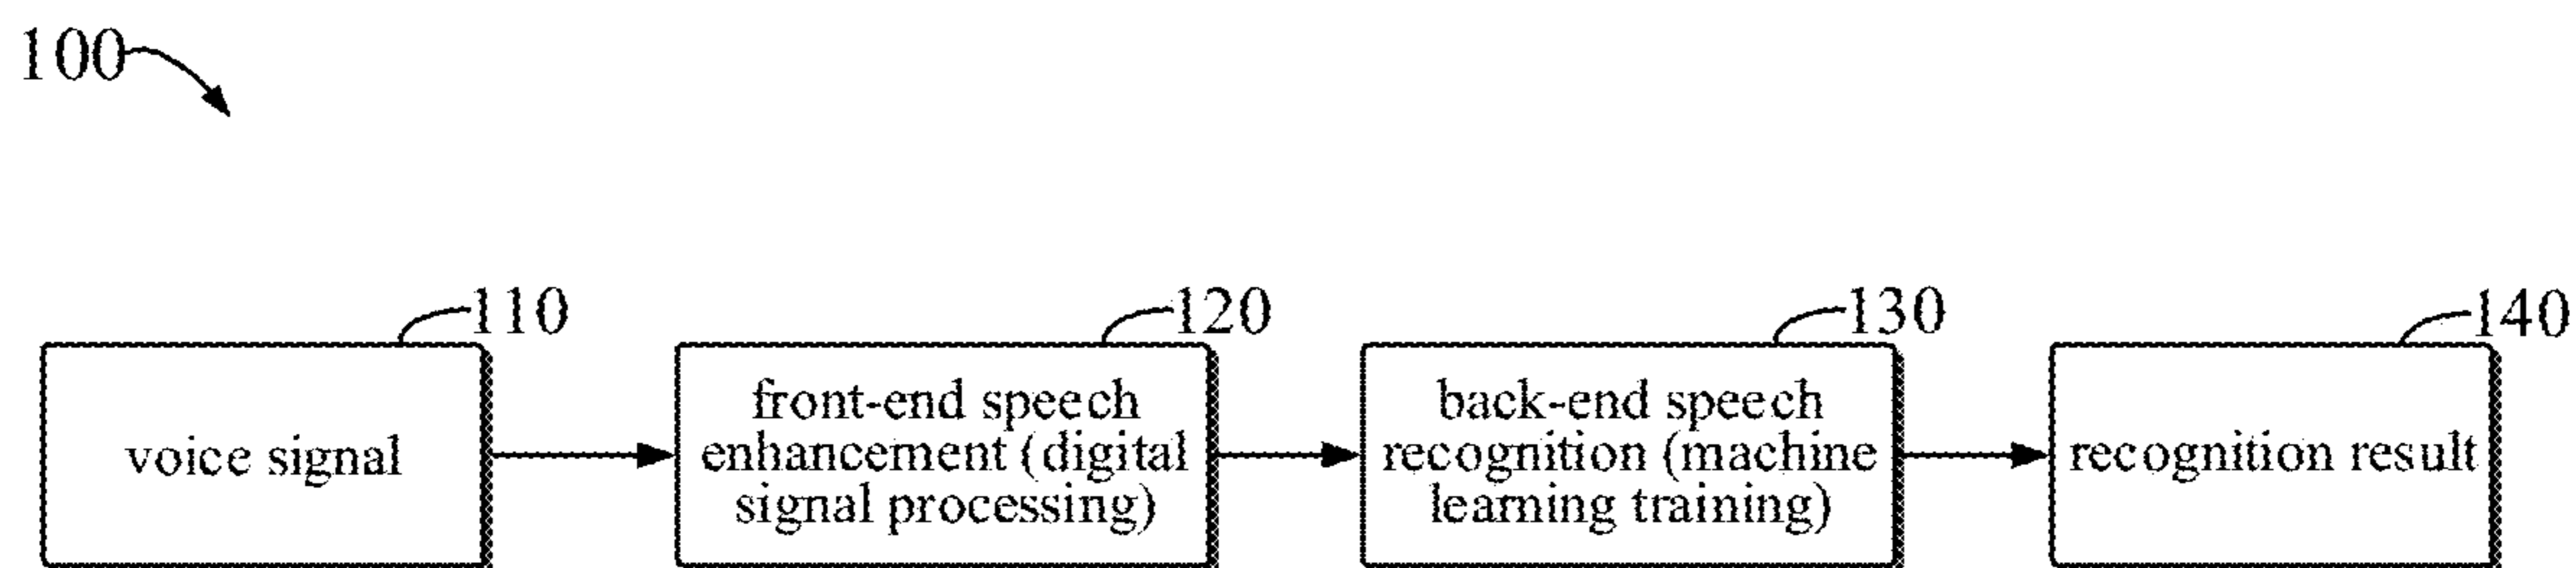 100
110
120
130
140
voice signal
front-end speech
enhancement (digital
signal processing)
back-end speech
recognition (machine
learning training)
recognition result